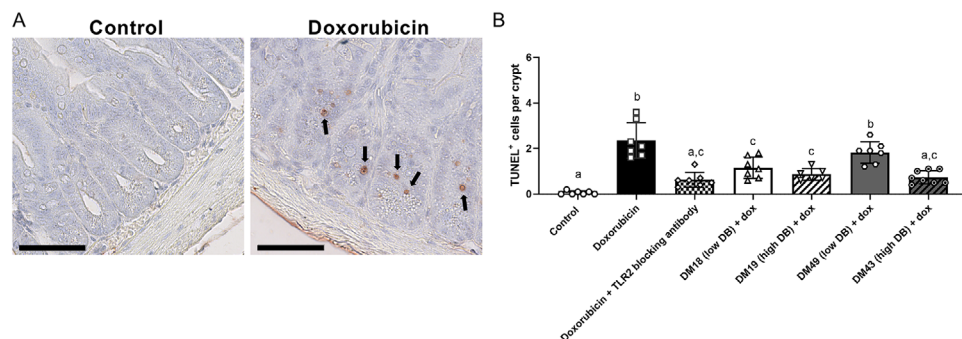 A
Control
Doxorubicin
B
TUNEL⁺ cells per crypt
6
4
2
0
a
b
a,c
c
c
b
a,c
Control
Doxorubicin
Doxorubicin + TLR2 blocking antibody
DM18 (low DB) + dox
DM19 (high DB) + dox
DM49 (low DB) + dox
DM43 (high DB) + dox